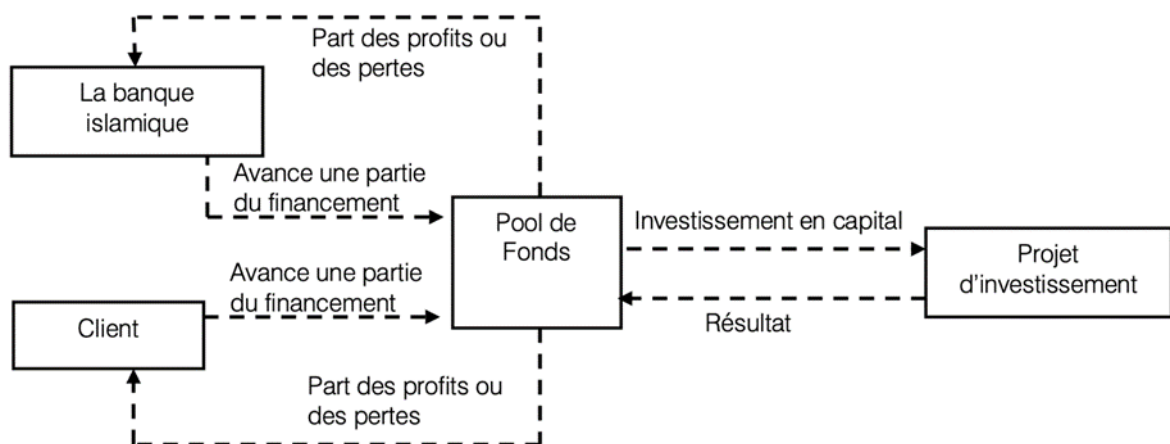 Part des profits ou
des pertes
La banque
islamique
Avance une partie
du financement
Pool de
Fonds
Investissement en capital
Projet
d'investissement
Avance une partie
du financement
Résultat
Client
Part des profits ou
des pertes